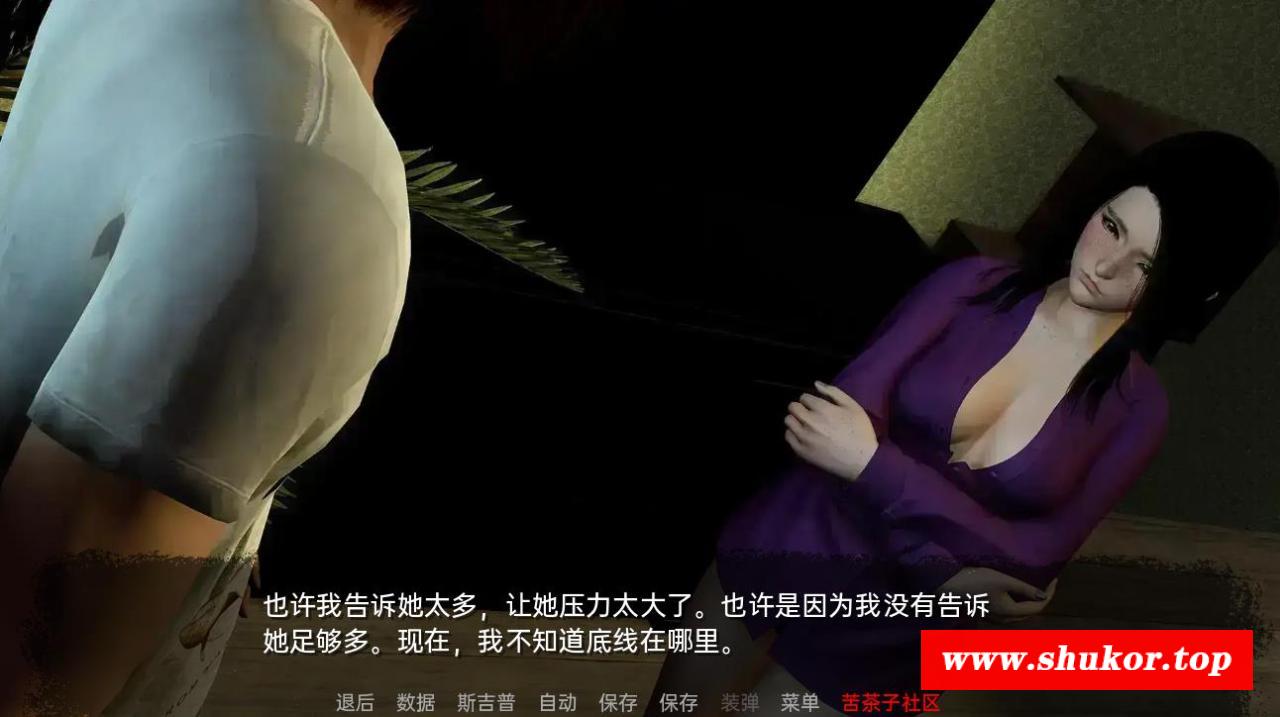 也许我告诉她太多，让她压力太大了。也许是因为我没有告诉
她足够多。现在，我不知道底线在哪里。
www.shukor.top
退后 数据 斯吉普 自动 保存 保存 装弹 菜单 苦茶子社区